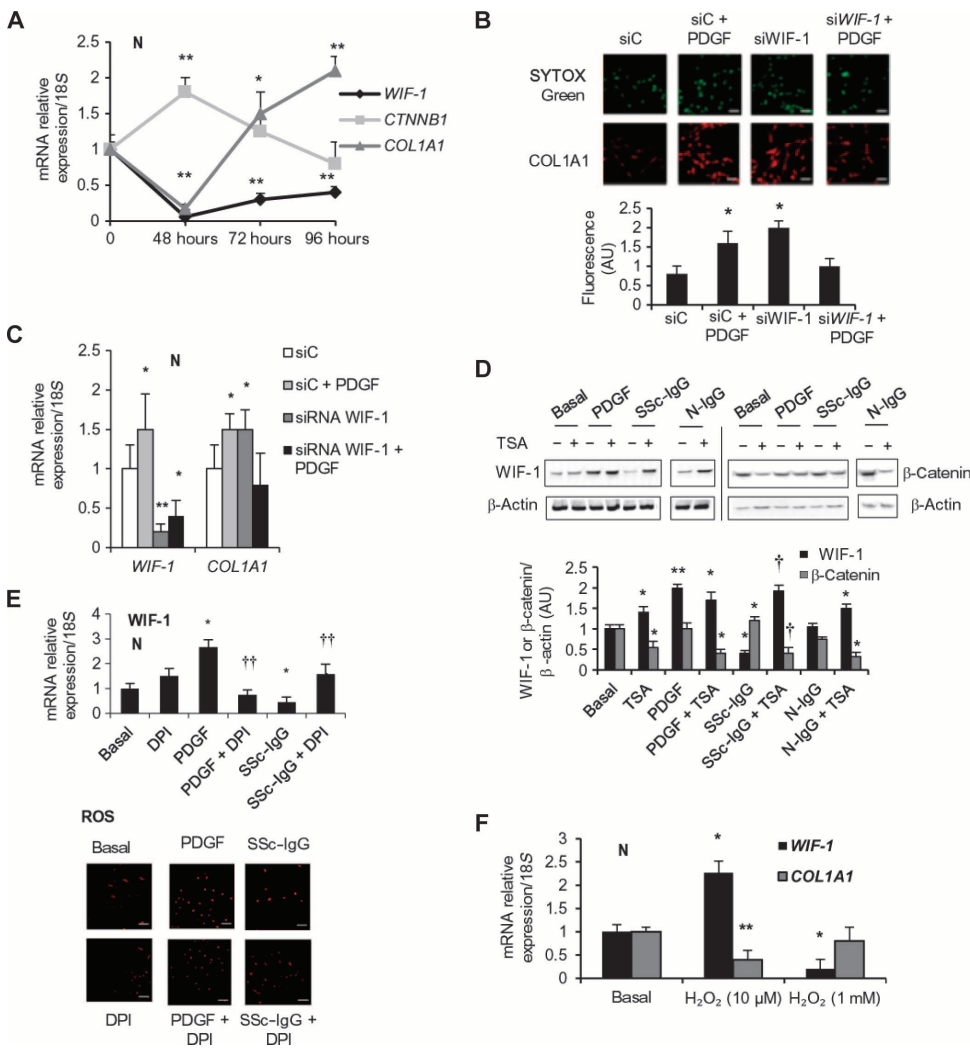 A
N
mRNA relative
expression/18S
2.5
2
1.5
1
0.5
0
**
*
**
**
**
**
WIF-1
CTNNB1
COL1A1
0
48 hours
72 hours
96 hours
B
siC
siC +
PDGF
siWIF-1
siWIF-1 +
PDGF
SYTOX
Green
COL1A1
Fluorescence
(AU)
2.5
2
1.5
1
0.5
0
*
*
siC
siC +
PDGF
siWIF-1
siWIF-1 +
PDGF
C
N
mRNA relative
expression/18S
2
1.5
1
0.5
0
*
**
*
*
*
siC
siC + PDGF
siRNA WIF-1
siRNA WIF-1 +
PDGF
WIF-1
COL1A1
D
Basal
PDGF
SSc-IgG
N-IgG
Basal
PDGF
SSc-IgG
N-IgG
TSA
– + – + – + – + – + – + – + – +
WIF-1
β-Catenin
β-Actin
β-Actin
WIF-1 or β-catenin/
β-actin (AU)
2.5
2
1.5
1
0.5
0
WIF-1
β-Catenin
*
*
**
*
*
*
*
†
†
*
*
Basal
TSA
PDGF
PDGF + TSA
SSc-IgG
SSc-IgG + TSA
N-IgG
N-IgG + TSA
E
WIF-1
N
mRNA relative
expression/18S
4
3
2
1
0
*
††
*
††
Basal
DPI
PDGF
PDGF + DPI
SSc-IgG
SSc-IgG + DPI
ROS
Basal
PDGF
SSc-IgG
DPI
PDGF +
DPI
SSc-IgG +
DPI
F
N
mRNA relative
expression/18S
3
2.5
2
1.5
1
0.5
0
*
**
*
WIF-1
COL1A1
Basal
H₂O₂ (10 µM)
H₂O₂ (1 mM)